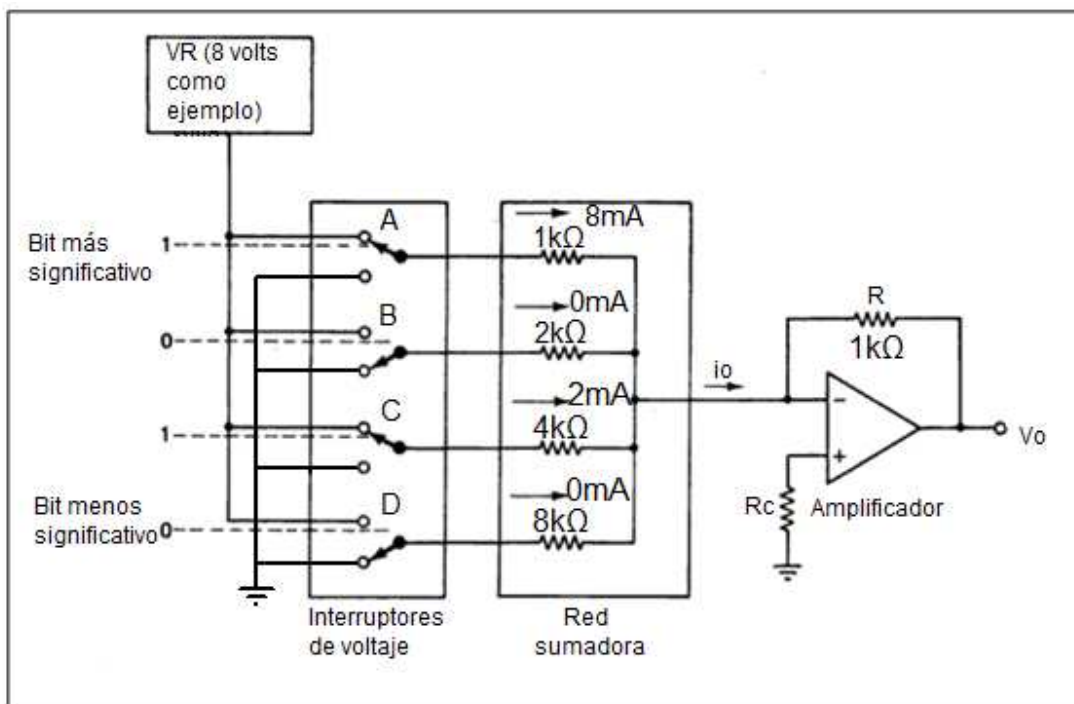 VR (8 volts
como
ejemplo)
A
8mA
1kΩ
Bit más
significativo
1
B
0mA
2kΩ
0
R
1kΩ
io
C
2mA
4kΩ
1
−
+
Vo
D
0mA
8kΩ
Bit menos
significativo
0
Rc
Amplificador
Interruptores
de voltaje
Red
sumadora